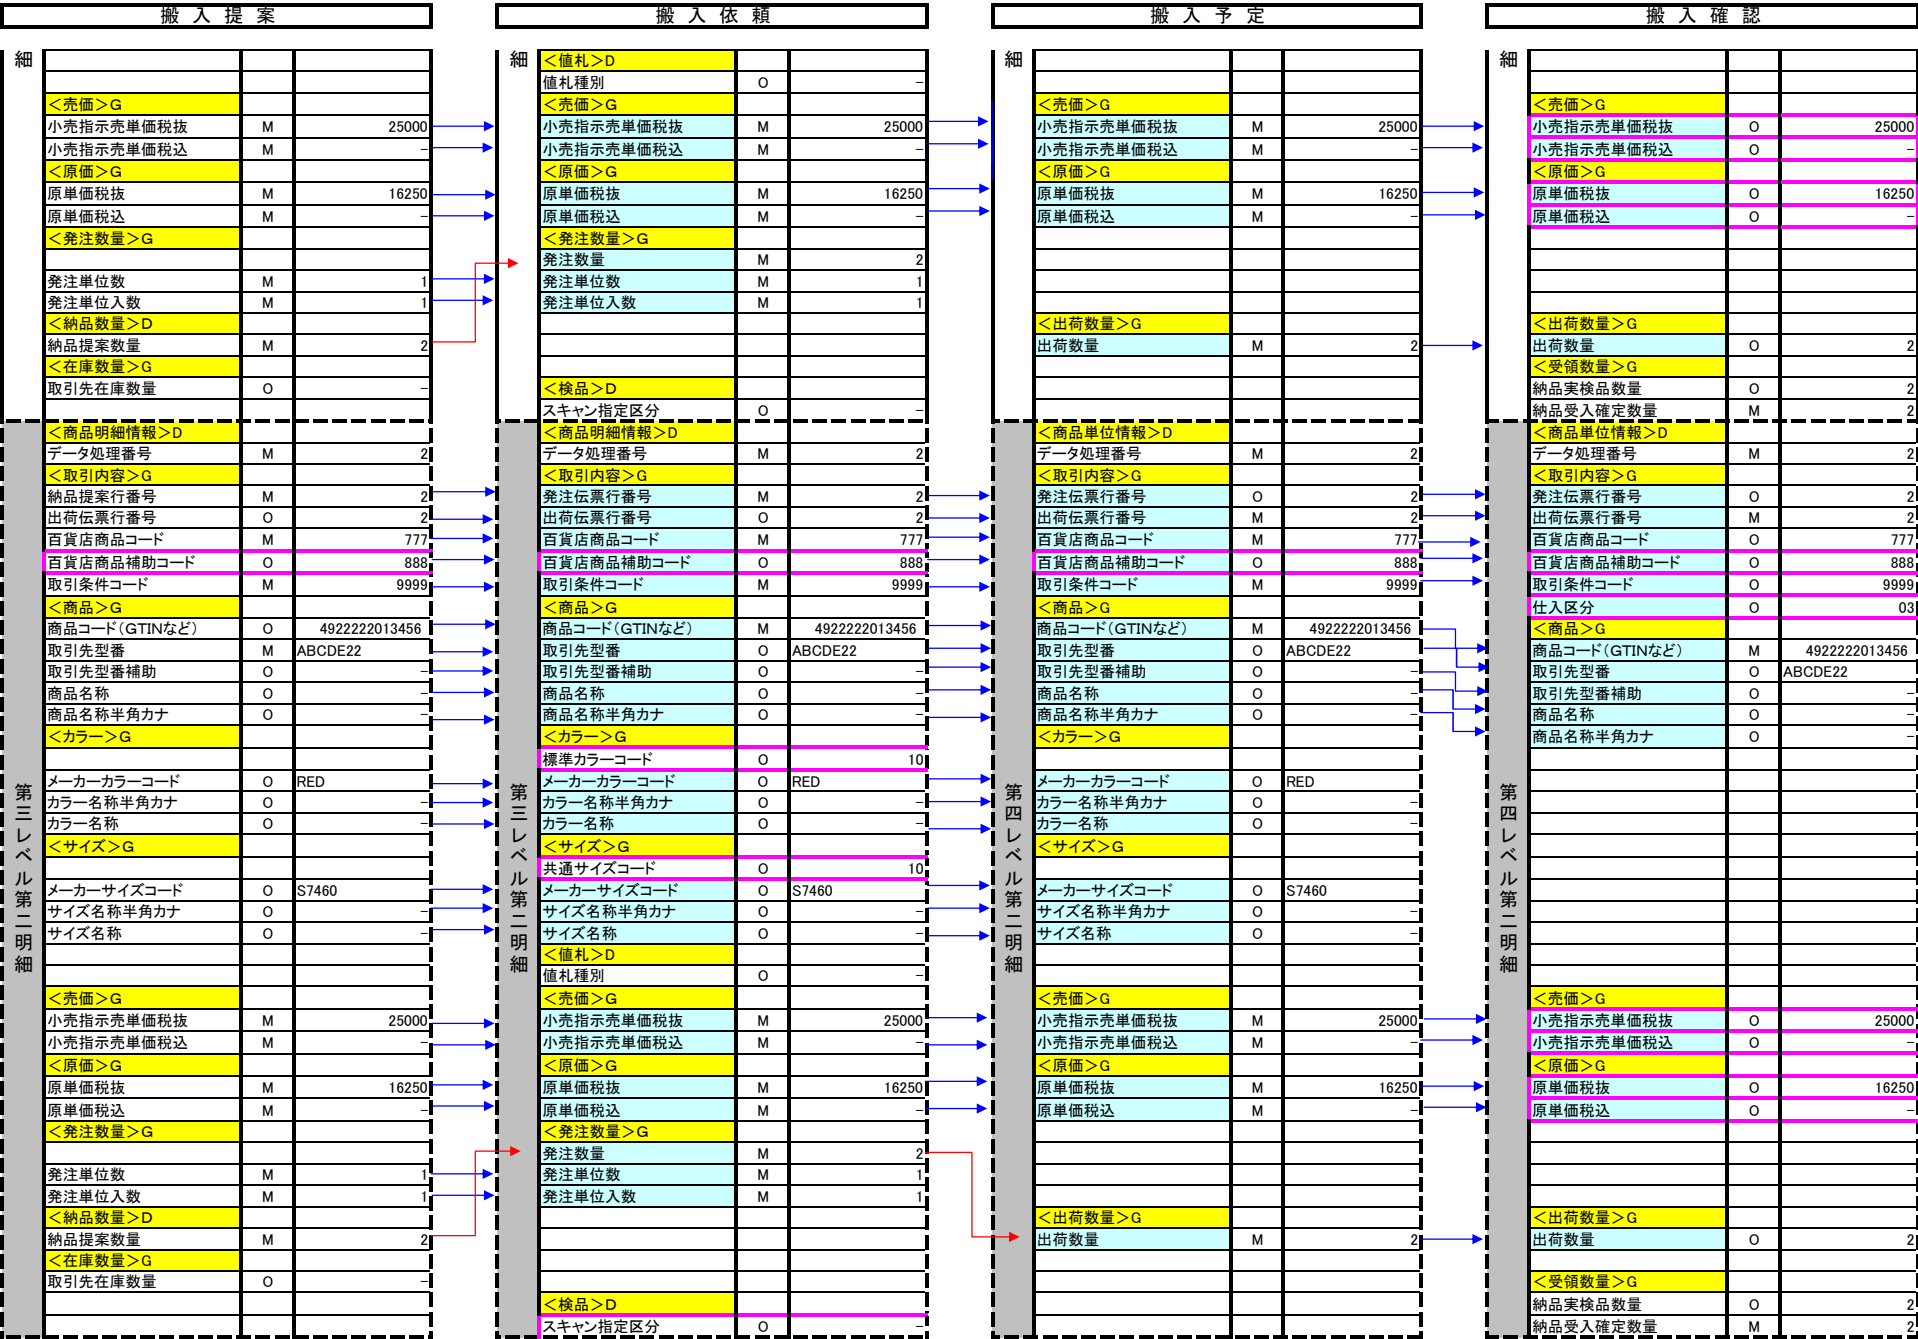 搬入提案
細
＜売価＞G
小売指示売単価税抜 M 25000
小売指示売単価税込 M -
＜原価＞G
原単価税抜 M 16250
原単価税込 M -
＜発注数量＞G
発注単位数 M 1
発注単位入数 M 1
＜納品数量＞D
納品提案数量 M 2
＜在庫数量＞G
取引先在庫数量 O -
第三レベル第二明細
＜商品明細情報＞D
データ処理番号 M 2
＜取引内容＞G
納品提案行番号 M 2
出荷伝票行番号 O 2
百貨店商品コード M 777
百貨店商品補助コード O 888
取引条件コード M 9999
＜商品＞G
商品コード（GTINなど） O 4922222013456
取引先型番 M ABCDE22
取引先型番補助 O -
商品名称 O -
商品名称半角カナ O -
＜カラー＞G
メーカーカラーコード O RED
カラー名称半角カナ O -
カラー名称 O -
＜サイズ＞G
メーカーサイズコード O S7460
サイズ名称半角カナ O -
サイズ名称 O -
＜売価＞G
小売指示売単価税抜 M 25000
小売指示売単価税込 M -
＜原価＞G
原単価税抜 M 16250
原単価税込 M -
＜発注数量＞G
発注単位数 M 1
発注単位入数 M 1
＜納品数量＞D
納品提案数量 M 2
＜在庫数量＞G
取引先在庫数量 O -
搬入依頼
細
＜値札＞D
値札種別 O -
＜売価＞G
小売指示売単価税抜 M 25000
小売指示売単価税込 M -
＜原価＞G
原単価税抜 M 16250
原単価税込 M -
＜発注数量＞G
発注数量 M 2
発注単位数 M 1
発注単位入数 M 1
＜検品＞D
スキャン指定区分 O -
第三レベル第二明細
＜商品明細情報＞D
データ処理番号 M 2
＜取引内容＞G
発注伝票行番号 M 2
出荷伝票行番号 O 2
百貨店商品コード M 777
百貨店商品補助コード O 888
取引条件コード M 9999
＜商品＞G
商品コード（GTINなど） M 4922222013456
取引先型番 O ABCDE22
取引先型番補助 O -
商品名称 O -
商品名称半角カナ O -
＜カラー＞G
標準カラーコード O 10
メーカーカラーコード O RED
カラー名称半角カナ O -
カラー名称 O -
＜サイズ＞G
共通サイズコード O 10
メーカーサイズコード O S7460
サイズ名称半角カナ O -
サイズ名称 O -
＜値札＞D
値札種別 O -
＜売価＞G
小売指示売単価税抜 M 25000
小売指示売単価税込 M -
＜原価＞G
原単価税抜 M 16250
原単価税込 M -
＜発注数量＞G
発注数量 M 2
発注単位数 M 1
発注単位入数 M 1
＜検品＞D
スキャン指定区分 O -
搬入予定
細
＜売価＞G
小売指示売単価税抜 M 25000
小売指示売単価税込 M -
＜原価＞G
原単価税抜 M 16250
原単価税込 M -
＜出荷数量＞G
出荷数量 M 2
第四レベル第二明細
＜商品単位情報＞D
データ処理番号 M 2
＜取引内容＞G
発注伝票行番号 O 2
出荷伝票行番号 M 2
百貨店商品コード M 777
百貨店商品補助コード O 888
取引条件コード M 9999
＜商品＞G
商品コード（GTINなど） M 4922222013456
取引先型番 O ABCDE22
取引先型番補助 O -
商品名称 O -
商品名称半角カナ O -
＜カラー＞G
メーカーカラーコード O RED
カラー名称半角カナ O -
カラー名称 O -
＜サイズ＞G
メーカーサイズコード O S7460
サイズ名称半角カナ O -
サイズ名称 O -
＜売価＞G
小売指示売単価税抜 M 25000
小売指示売単価税込 M -
＜原価＞G
原単価税抜 M 16250
原単価税込 M -
＜出荷数量＞G
出荷数量 M 2
搬入確認
細
＜売価＞G
小売指示売単価税抜 O 25000
小売指示売単価税込 O -
＜原価＞G
原単価税抜 O 16250
原単価税込 O -
＜出荷数量＞G
出荷数量 O 2
＜受領数量＞G
納品実検品数量 O 2
納品受入確定数量 M 2
第四レベル第二明細
＜商品単位情報＞D
データ処理番号 M 2
＜取引内容＞G
発注伝票行番号 O 2
出荷伝票行番号 M 2
百貨店商品コード O 777
百貨店商品補助コード O 888
取引条件コード O 9999
仕入区分 O 03
＜商品＞G
商品コード（GTINなど） M 4922222013456
取引先型番 O ABCDE22
取引先型番補助 O -
商品名称 O -
商品名称半角カナ O -
＜売価＞G
小売指示売単価税抜 O 25000
小売指示売単価税込 O -
＜原価＞G
原単価税抜 O 16250
原単価税込 O -
＜出荷数量＞G
出荷数量 O 2
＜受領数量＞G
納品実検品数量 O 2
納品受入確定数量 M 2